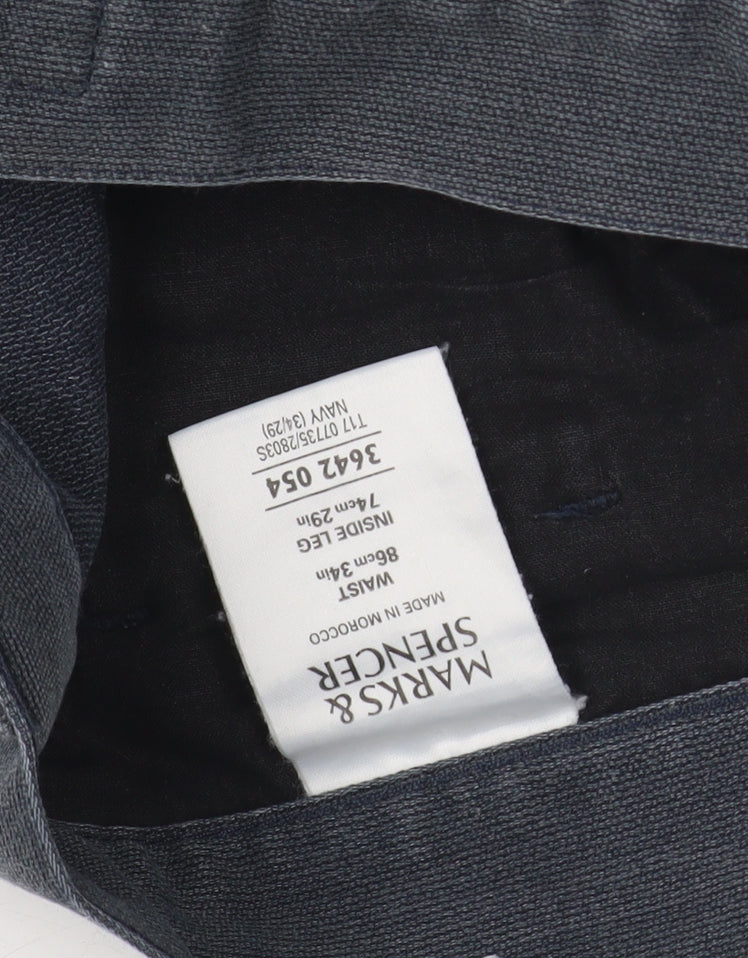 MARKS &
SPENCER
MADE IN MOROCCO
WAIST
86cm 34in
INSIDE LEG
74cm 29in
3642 054
T17 07735/2803S
NAVY (34/29)